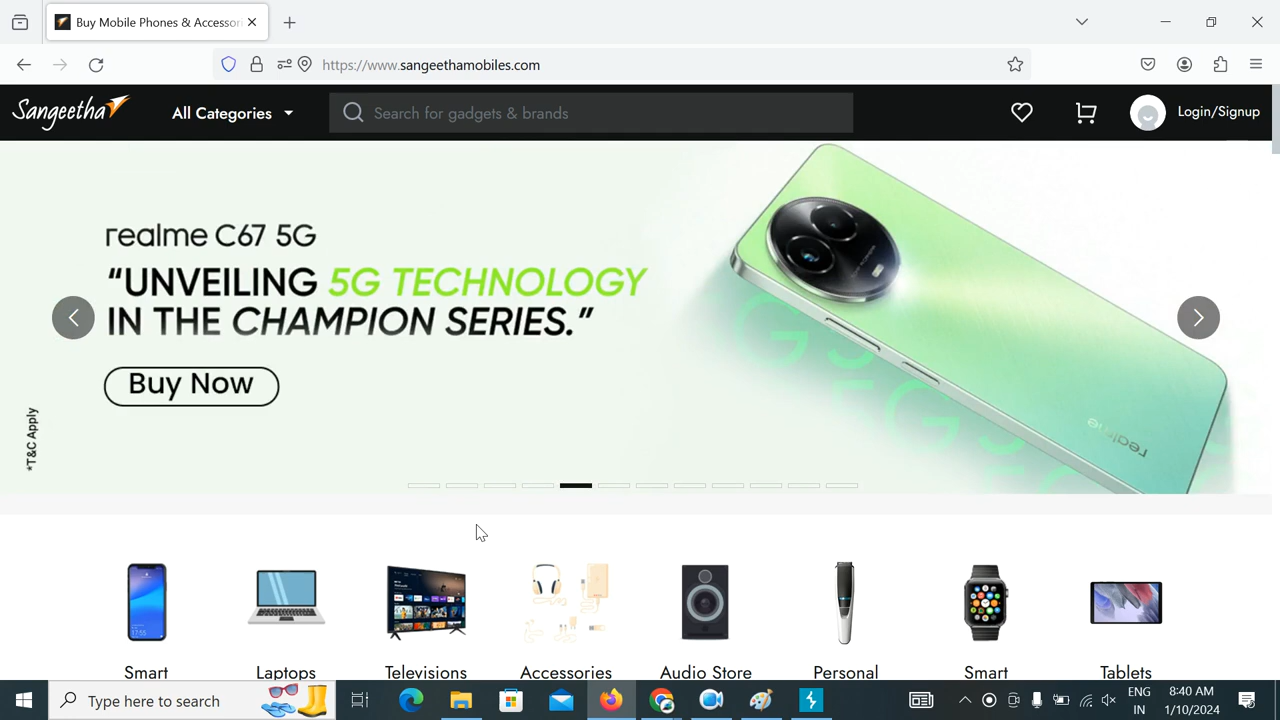 Buy Mobile Phones & Accessor
https://www.sangeethamobiles.com
Sangeetha
All Categories
Search for gadgets & brands
Login/Signup
realme C67 5G
“UNVEILING 5G TECHNOLOGY
IN THE CHAMPION SERIES.”
Buy Now
*T&C Apply
realme
Smart
Laptops
Televisions
Accessories
Audio Store
Personal
Smart
Tablets
Type here to search
ENG
IN
8:40 AM
1/10/2024